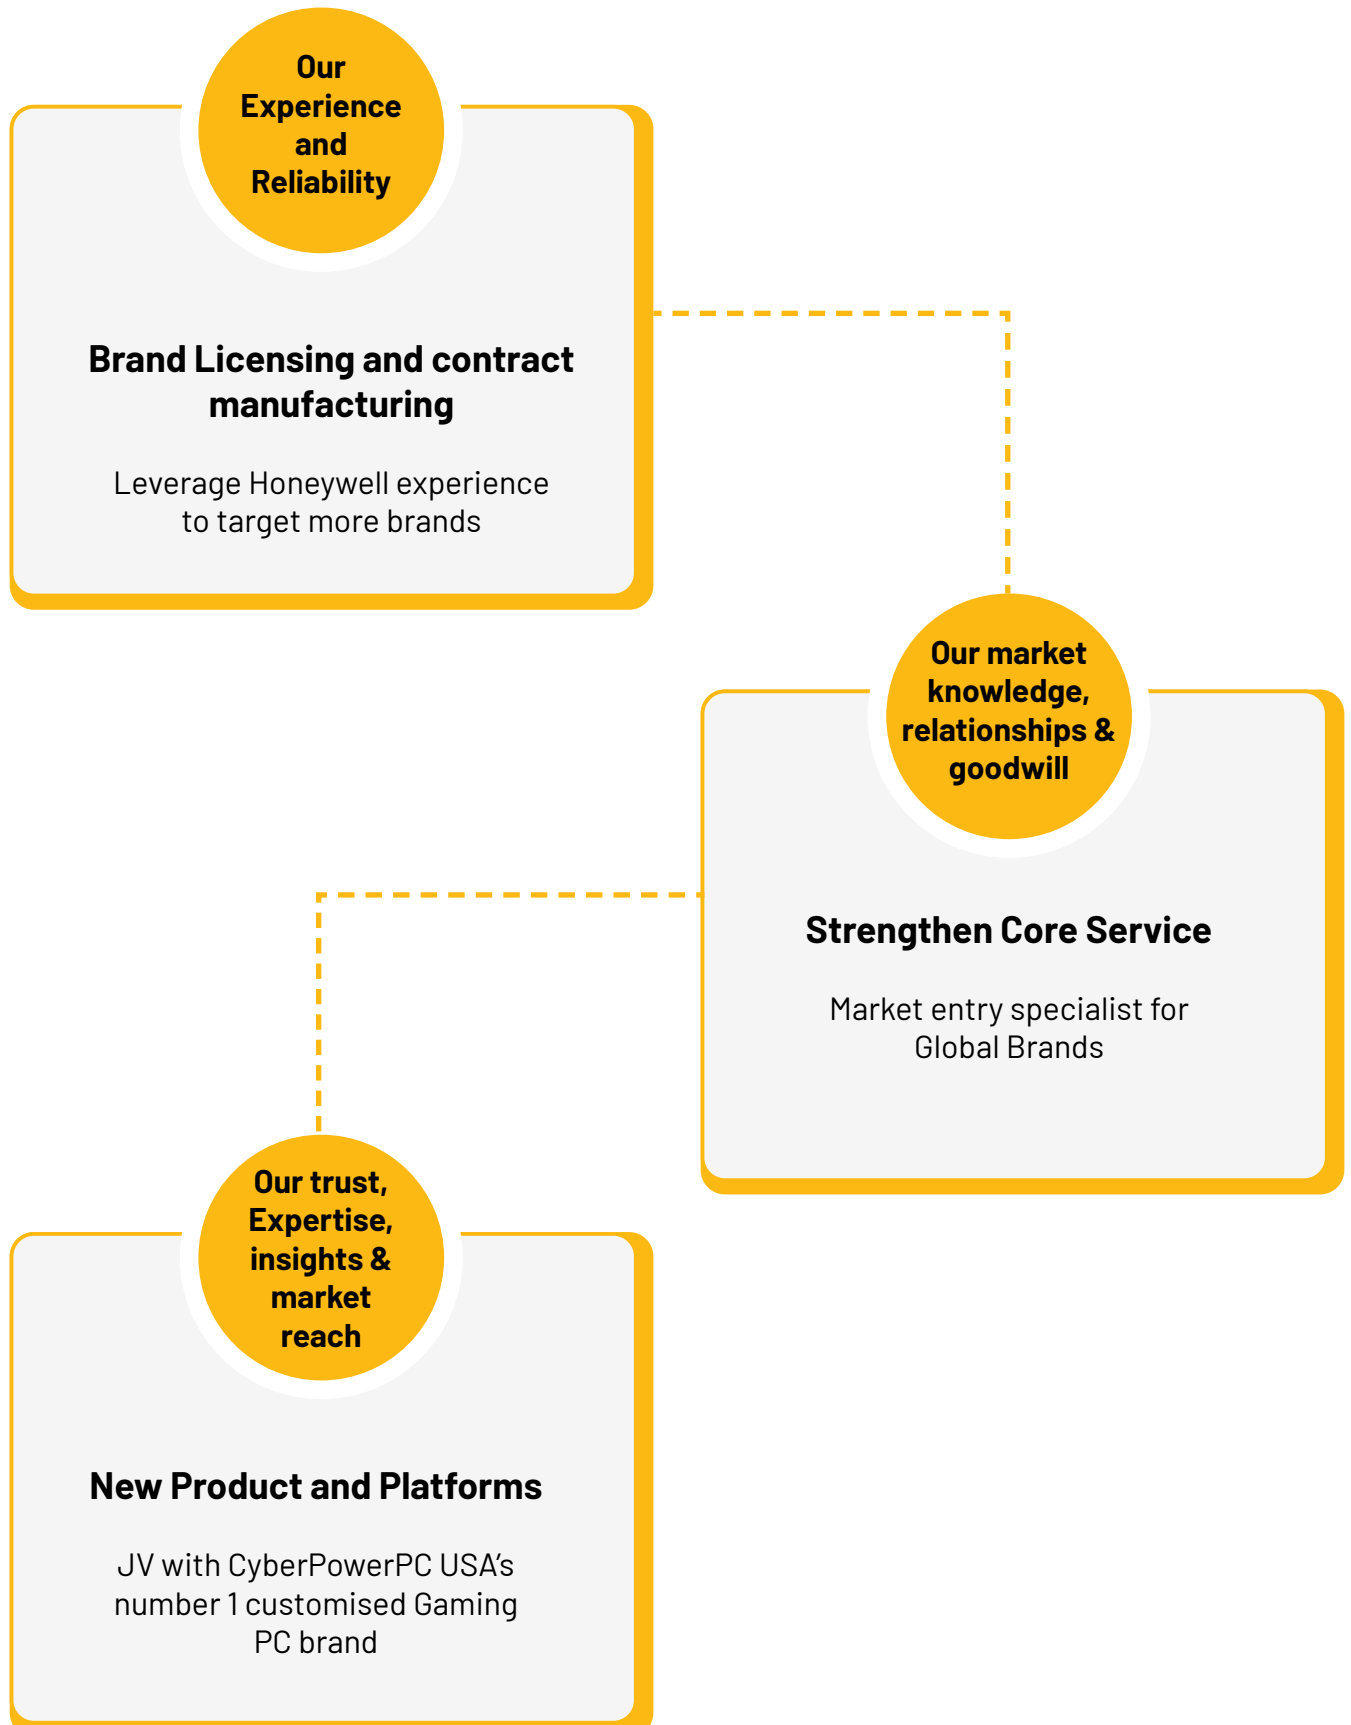 Our
Experience
and
Reliability
Brand Licensing and contract
manufacturing
Leverage Honeywell experience
to target more brands
Our market
knowledge,
relationships &
goodwill
Strengthen Core Service
Market entry specialist for
Global Brands
Our trust,
Expertise,
insights &
market
reach
New Product and Platforms
JV with CyberPowerPC USA’s
number 1 customised Gaming
PC brand